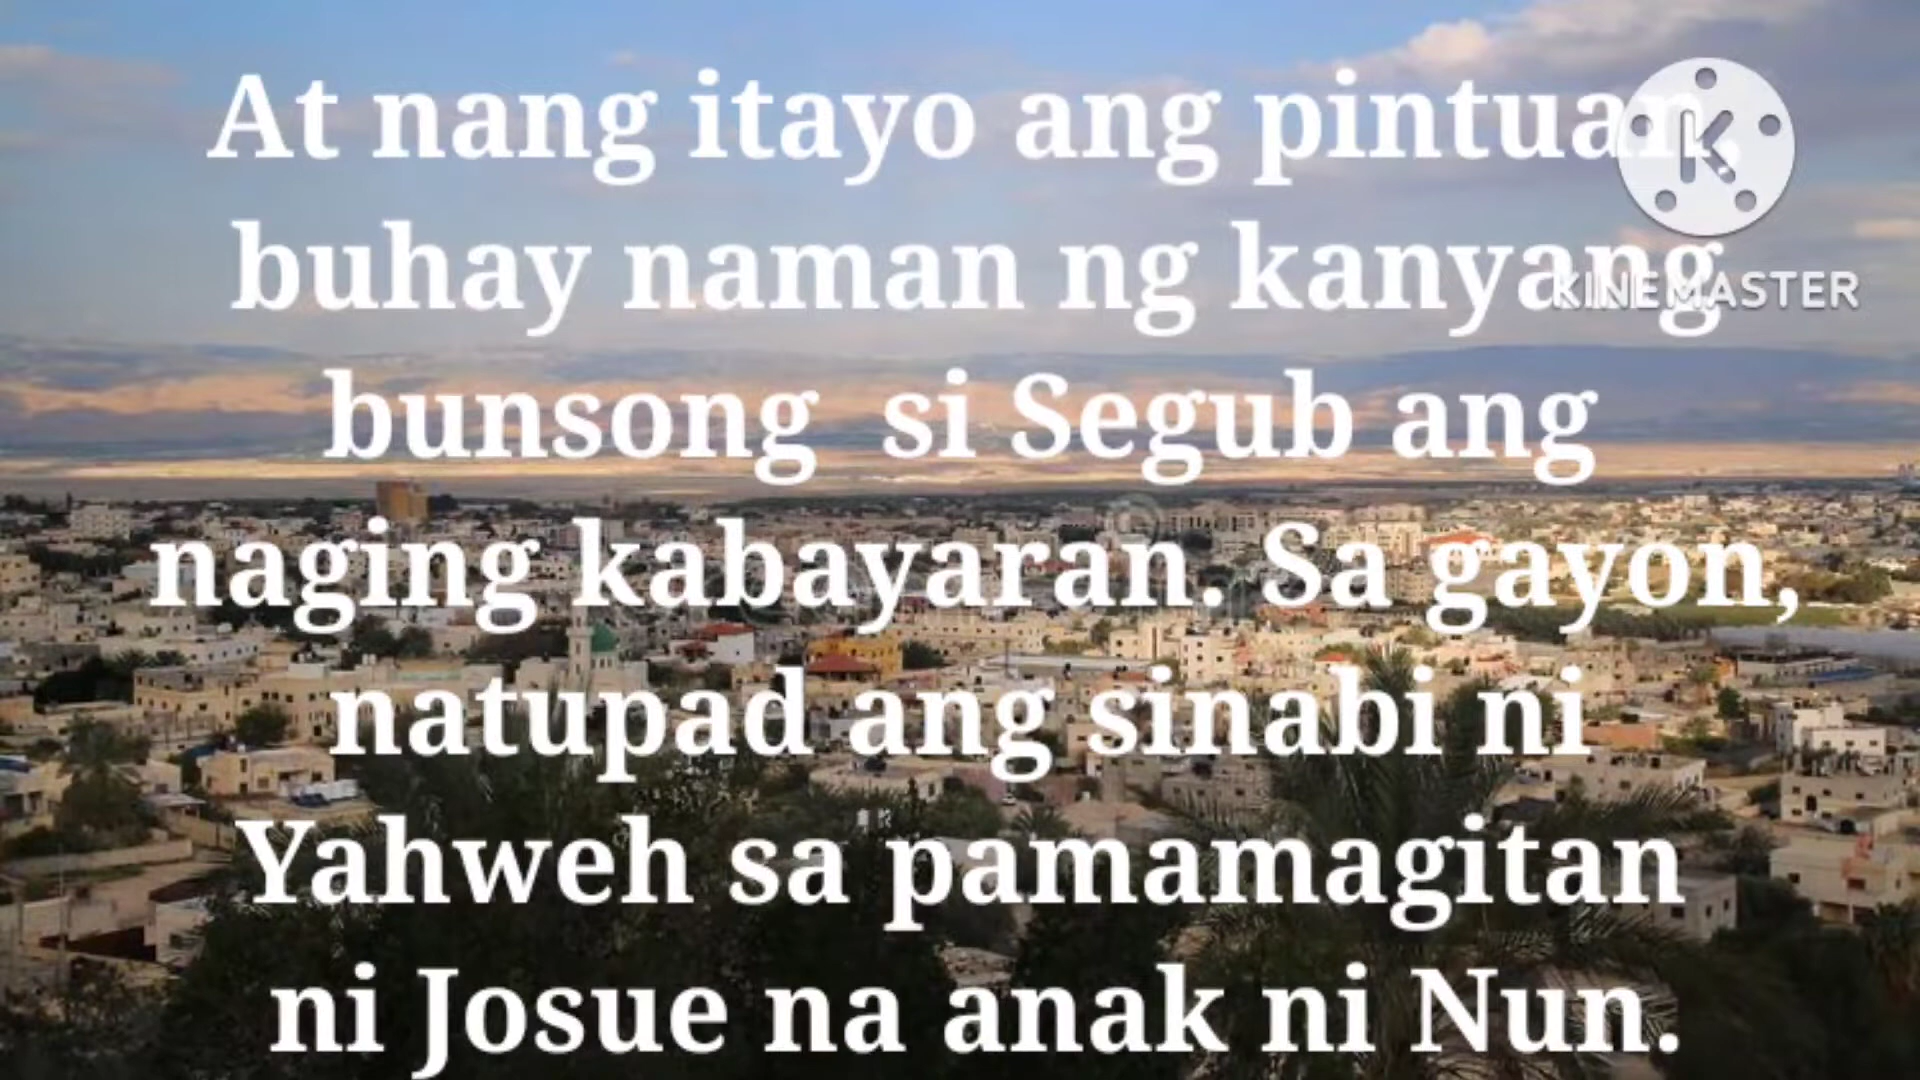 At nang itayo ang pintuan,
buhay naman ng kanyang
KINEMASTER
bunsong si Segub ang
naging kabayaran. Sa gayon,
natupad ang sinabi ni
Yahweh sa pamamagitan
ni Josue na anak ni Nun.